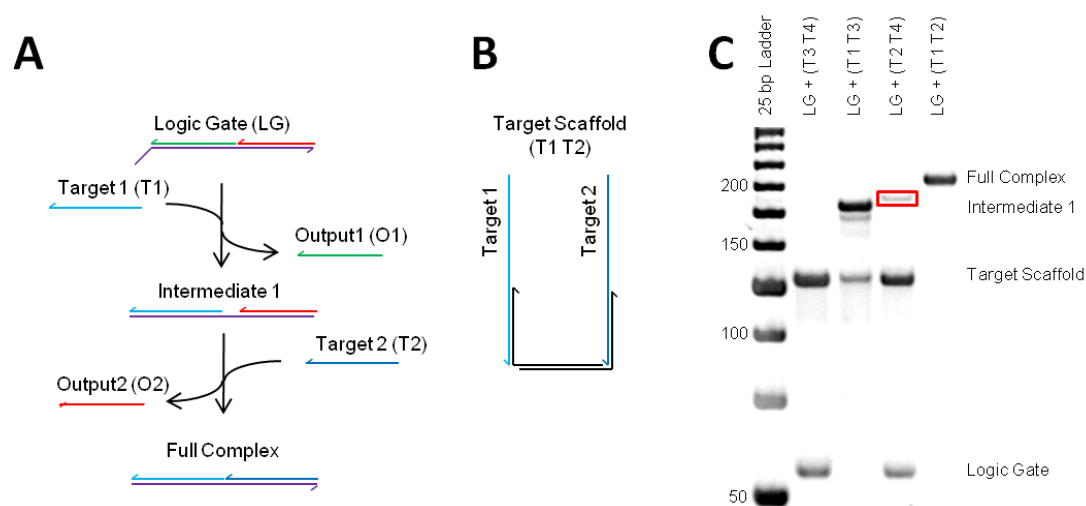 A
Logic Gate (LG)
Target 1 (T1)
Output1 (O1)
Intermediate 1
Target 2 (T2)
Output2 (O2)
Full Complex
B
Target Scaffold
(T1 T2)
Target 1
Target 2
C
25 bp Ladder
LG + (T3 T4)
LG + (T1 T3)
LG + (T2 T4)
LG + (T1 T2)
200
150
100
50
Full Complex
Intermediate 1
Target Scaffold
Logic Gate